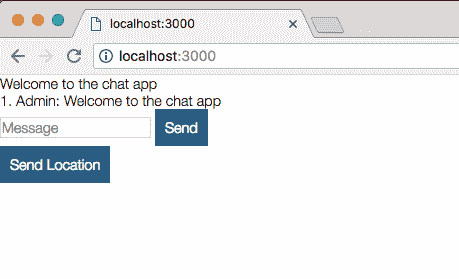 localhost:3000
localhost:3000
Welcome to the chat app
1. Admin: Welcome to the chat app
Message Send
Send Location